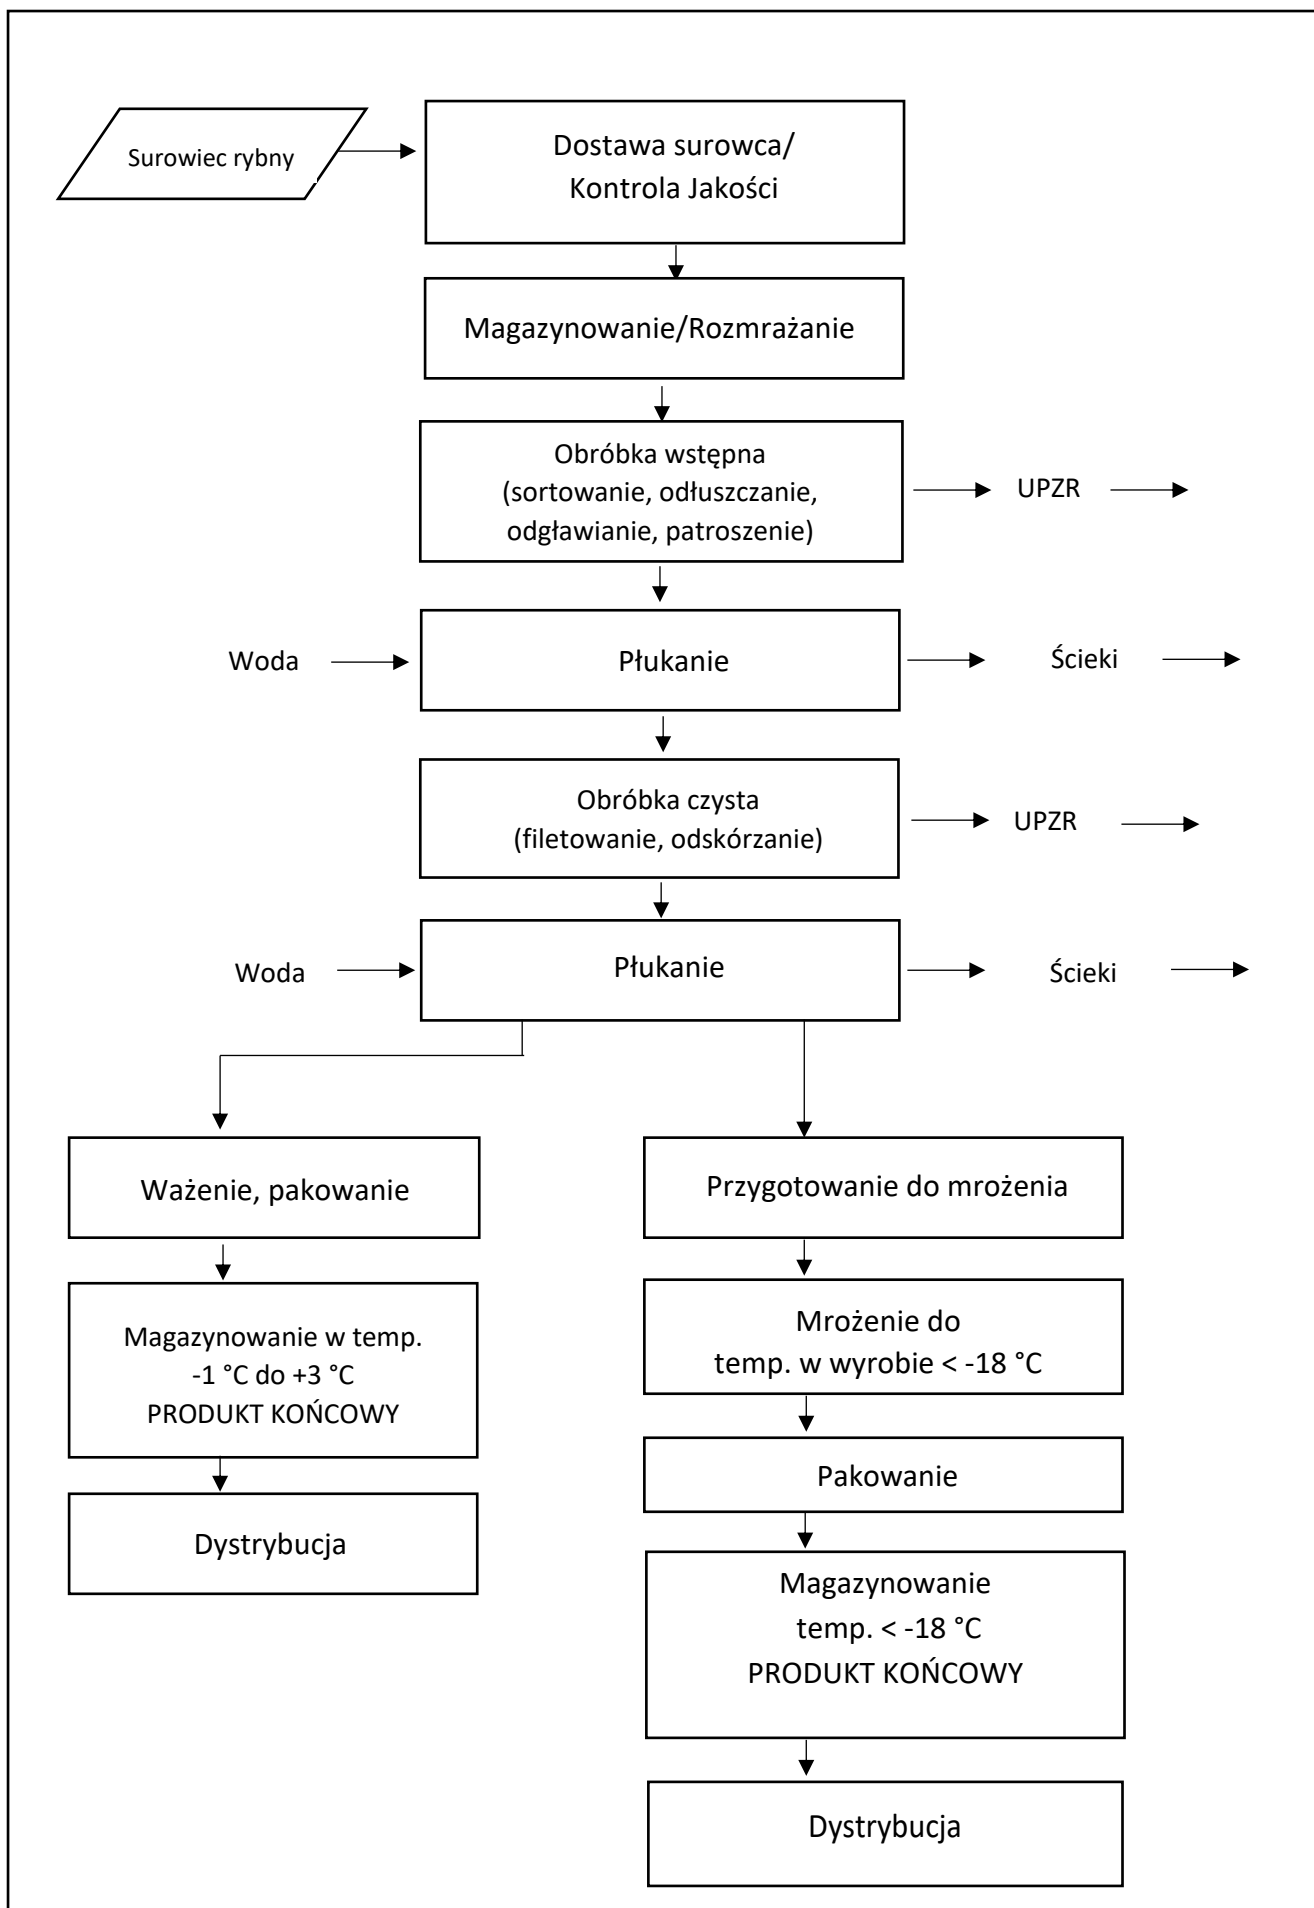 Surowiec rybny
Dostawa surowca/
Kontrola Jakości
Magazynowanie/Rozmrażanie
Obróbka wstępna
(sortowanie, odłuszczanie,
odgławianie, patroszenie)
UPZR
Woda
Płukanie
Ścieki
Obróbka czysta
(filetowanie, odskórzanie)
UPZR
Woda
Płukanie
Ścieki
Ważenie, pakowanie
Magazynowanie w temp.
-1 °C do +3 °C
PRODUKT KOŃCOWY
Dystrybucja
Przygotowanie do mrożenia
Mrożenie do
temp. w wyrobie < -18 °C
Pakowanie
Magazynowanie
temp. < -18 °C
PRODUKT KOŃCOWY
Dystrybucja